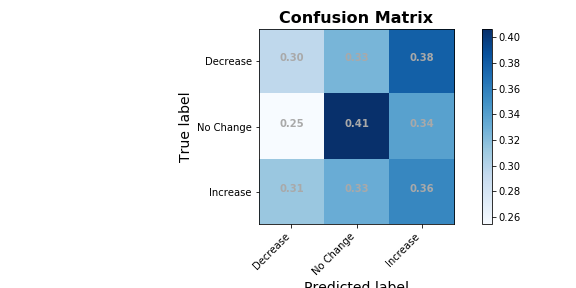 Confusion Matrix
Decrease 0.30 0.38
No Change 0.25 0.41 0.34
Increase 0.31 0.33 0.36
Decrease No Change Increase
True label
Predicted label
0.40
0.38
0.36
0.34
0.32
0.30
0.28
0.26